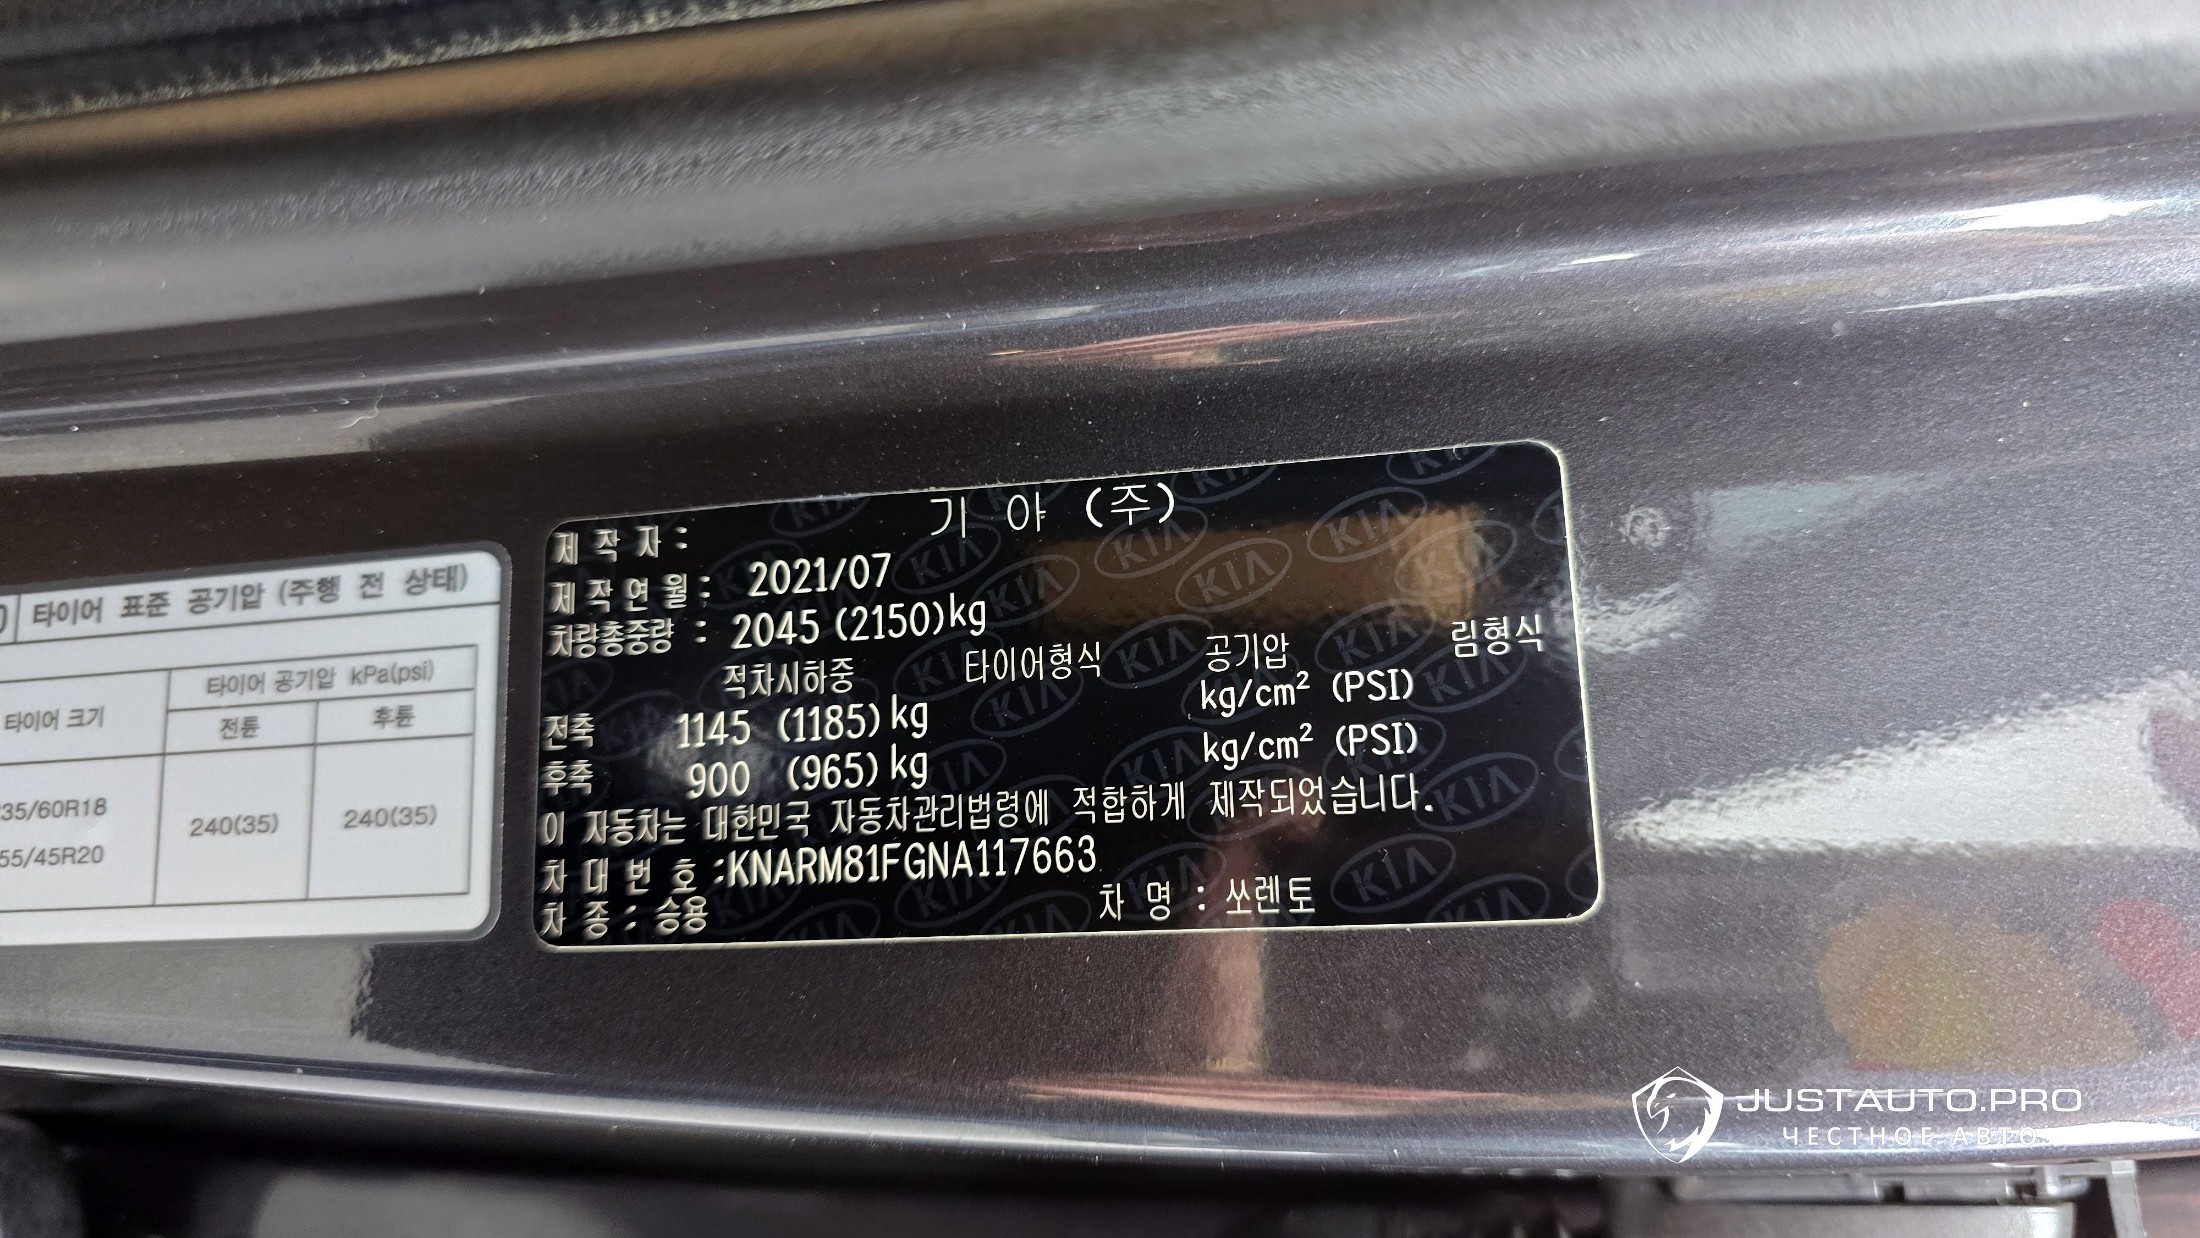 타이어 표준 공기압 (주행 전 상태)
타이어 공기압 kPa(psi)
타이어 크기
전륜
후륜
35/60R18
55/45R20
240(35)
240(35)
제작자: 기 아 (주)
제작연월: 2021/07
차량총중량 : 2045 (2150)kg
적차시하중 타이어형식 공기압 림형식
전축 1145 (1185)kg kg/cm² (PSI)
후축 900 (965)kg kg/cm² (PSI)
이 자동차는 대한민국 자동차관리법령에 적합하게 제작되었습니다.
차대번호:KNARM81FGNA117663
차종: 승용 차명 : 쏘렌토
KIA
JUSTAUTO.PRO
ЧЕСТНОЕ АВТО